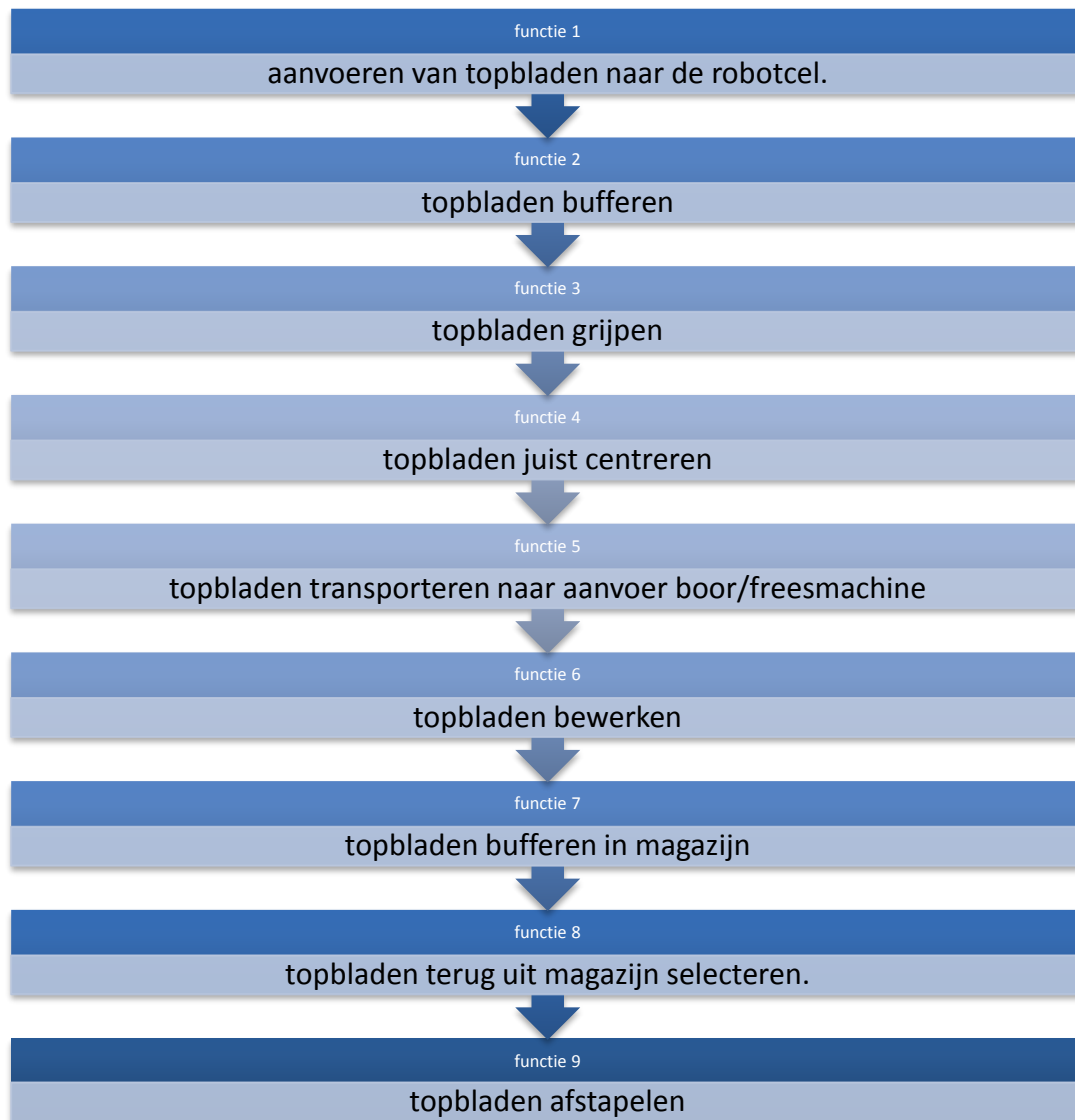 functie 1
aanvoeren van topbladen naar de robotcel.
functie 2
topbladen bufferen
functie 3
topbladen grijpen
functie 4
topbladen juist centreren
functie 5
topbladen transporteren naar aanvoer boor/freesmachine
functie 6
topbladen bewerken
functie 7
topbladen bufferen in magazijn
functie 8
topbladen terug uit magazijn selecteren.
functie 9
topbladen afstapelen